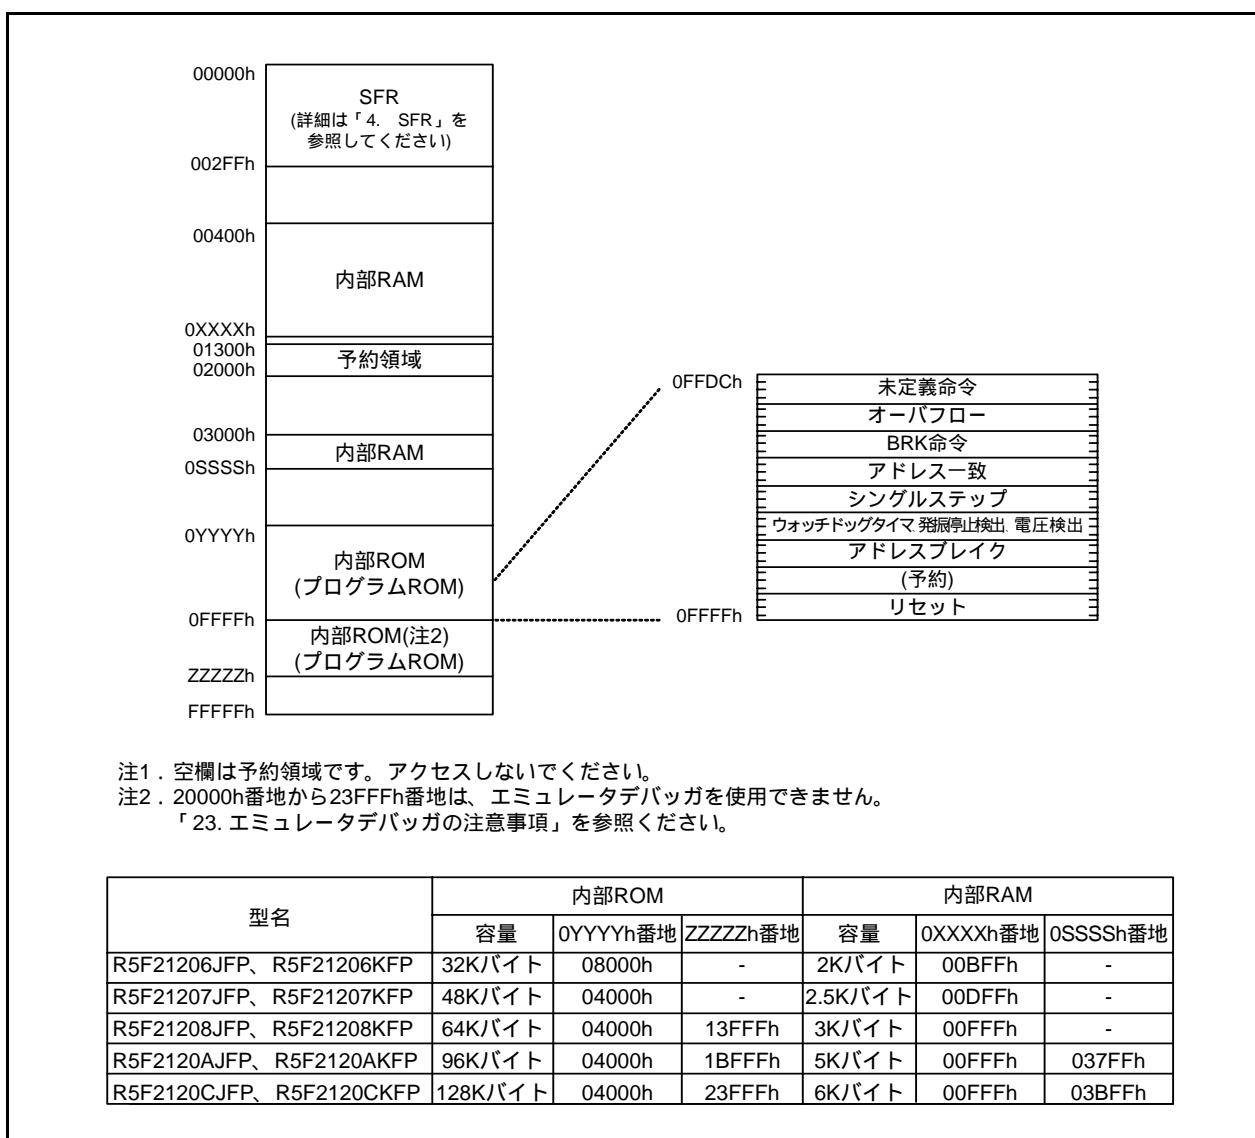 00000h
SFR
(詳細は「4. SFR」を
参照してください)
002FFh
00400h
内部RAM
0XXXXh
01300h
予約領域
02000h
03000h
内部RAM
0SSSSh
0YYYYh
内部ROM
(プログラムROM)
0FFFFh
内部ROM(注2)
(プログラムROM)
ZZZZZh
FFFFFh
0FFDCh
未定義命令
オーバフロー
BRK命令
アドレス一致
シングルステップ
ウォッチドッグタイマ、発振停止検出、電圧検出
アドレスブレイク
(予約)
リセット
0FFFFh
注1．空欄は予約領域です。アクセスしないでください。
注2．20000h番地から23FFFh番地は、エミュレータデバッガを使用できません。
「23. エミュレータデバッガの注意事項」を参照ください。
型名 内部ROM 内部RAM
容量 0YYYYh番地 ZZZZZh番地 容量 0XXXXh番地 0SSSSh番地
R5F21206JFP、R5F21206KFP 32Kバイト 08000h - 2Kバイト 00BFFh -
R5F21207JFP、R5F21207KFP 48Kバイト 04000h - 2.5Kバイト 00DFFh -
R5F21208JFP、R5F21208KFP 64Kバイト 04000h 13FFFh 3Kバイト 00FFFh -
R5F2120AJFP、R5F2120AKFP 96Kバイト 04000h 1BFFFh 5Kバイト 00FFFh 037FFh
R5F2120CJFP、R5F2120CKFP 128Kバイト 04000h 23FFFh 6Kバイト 00FFFh 03BFFh